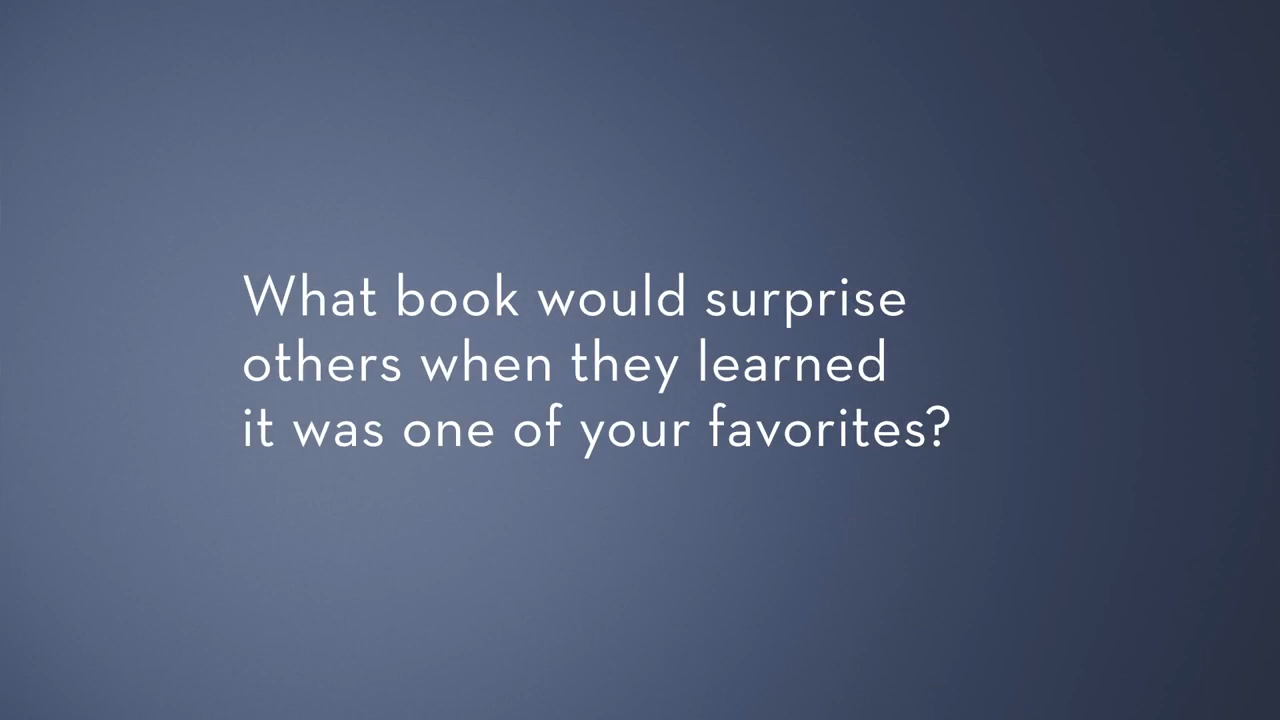 What book would surprise
others when they learned
it was one of your favorites?